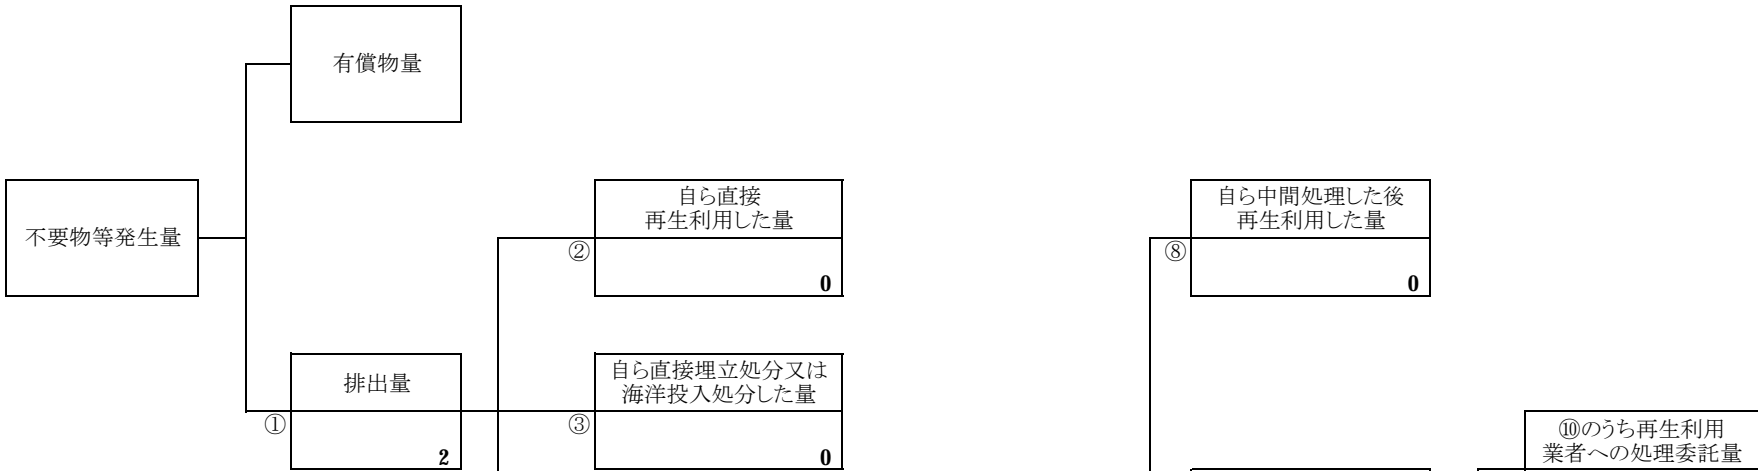 有償物量
不要物等発生量
自ら直接
再生利用した量
②
0
自ら中間処理した後
再生利用した量
⑧
0
排出量
①
2
自ら直接埋立処分又は
海洋投入処分した量
③
0
⑩のうち再生利用
業者への処理委託量